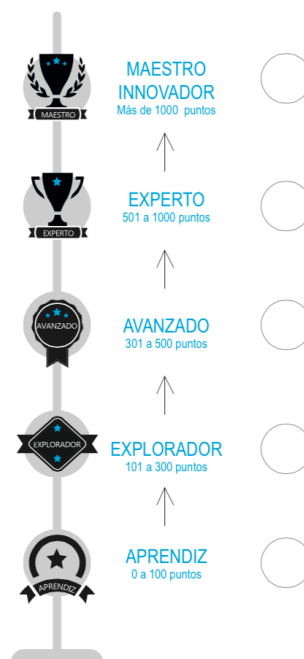 MAESTRO
MAESTRO
INNOVADOR
Más de 1000 puntos
EXPERTO
EXPERTO
501 a 1000 puntos
AVANZADO
AVANZADO
301 a 500 puntos
EXPLORADOR
EXPLORADOR
101 a 300 puntos
APRENDIZ
APRENDIZ
0 a 100 puntos